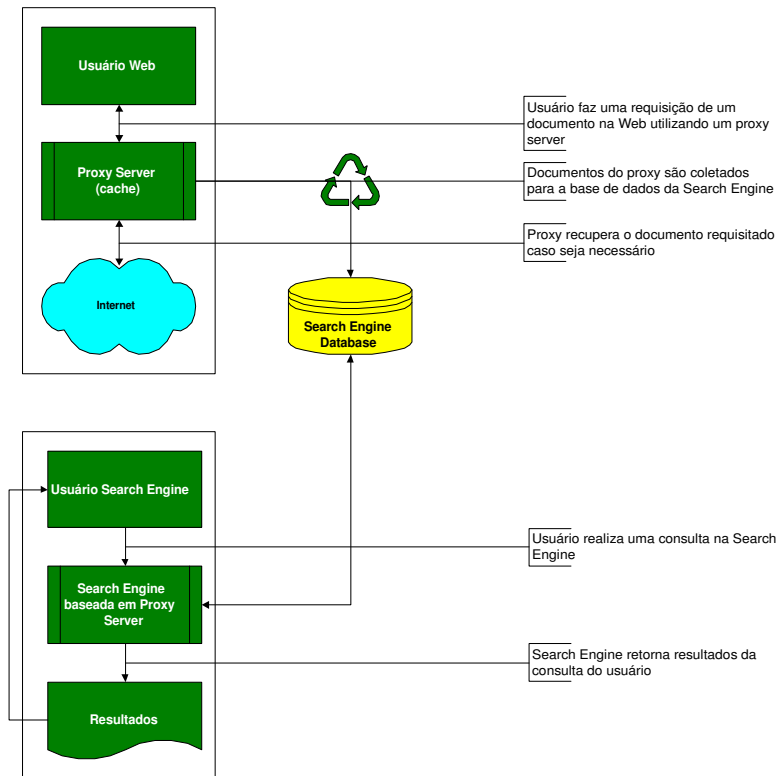 Usuário Web
Usuário faz uma requisição de um
documento na Web utilizando um proxy
server
Proxy Server
(cache)
Documentos do proxy são coletados
para a base de dados da Search Engine
Proxy recupera o documento requisitado
caso seja necessário
Internet
Search Engine
Database
Usuário Search Engine
Usuário realiza uma consulta na Search
Engine
Search Engine
baseada em Proxy
Server
Search Engine retorna resultados da
consulta do usuário
Resultados